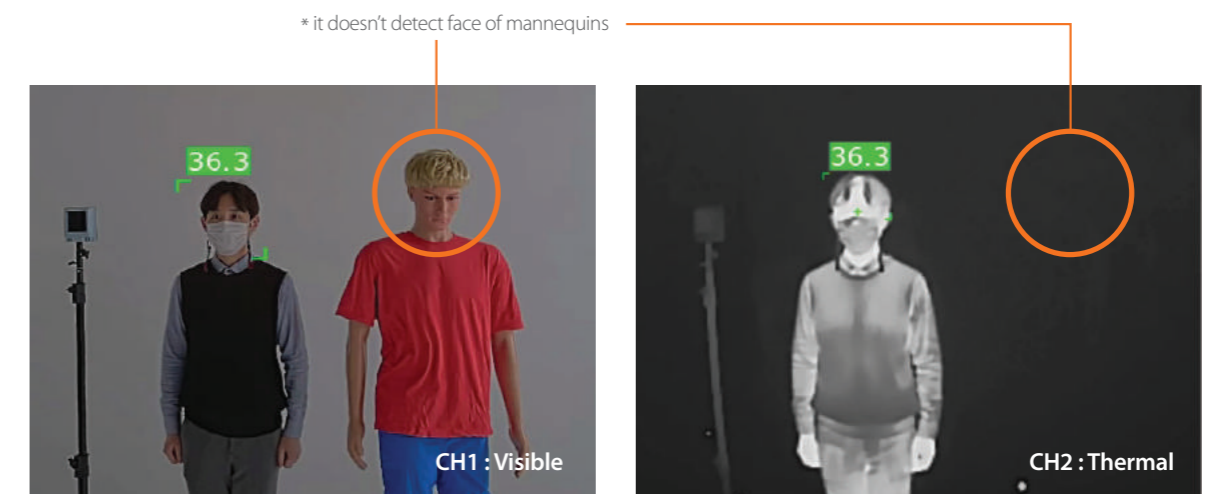 * it doesn't detect face of mannequins
36.3
36.3
CH1 : Visible
CH2 : Thermal